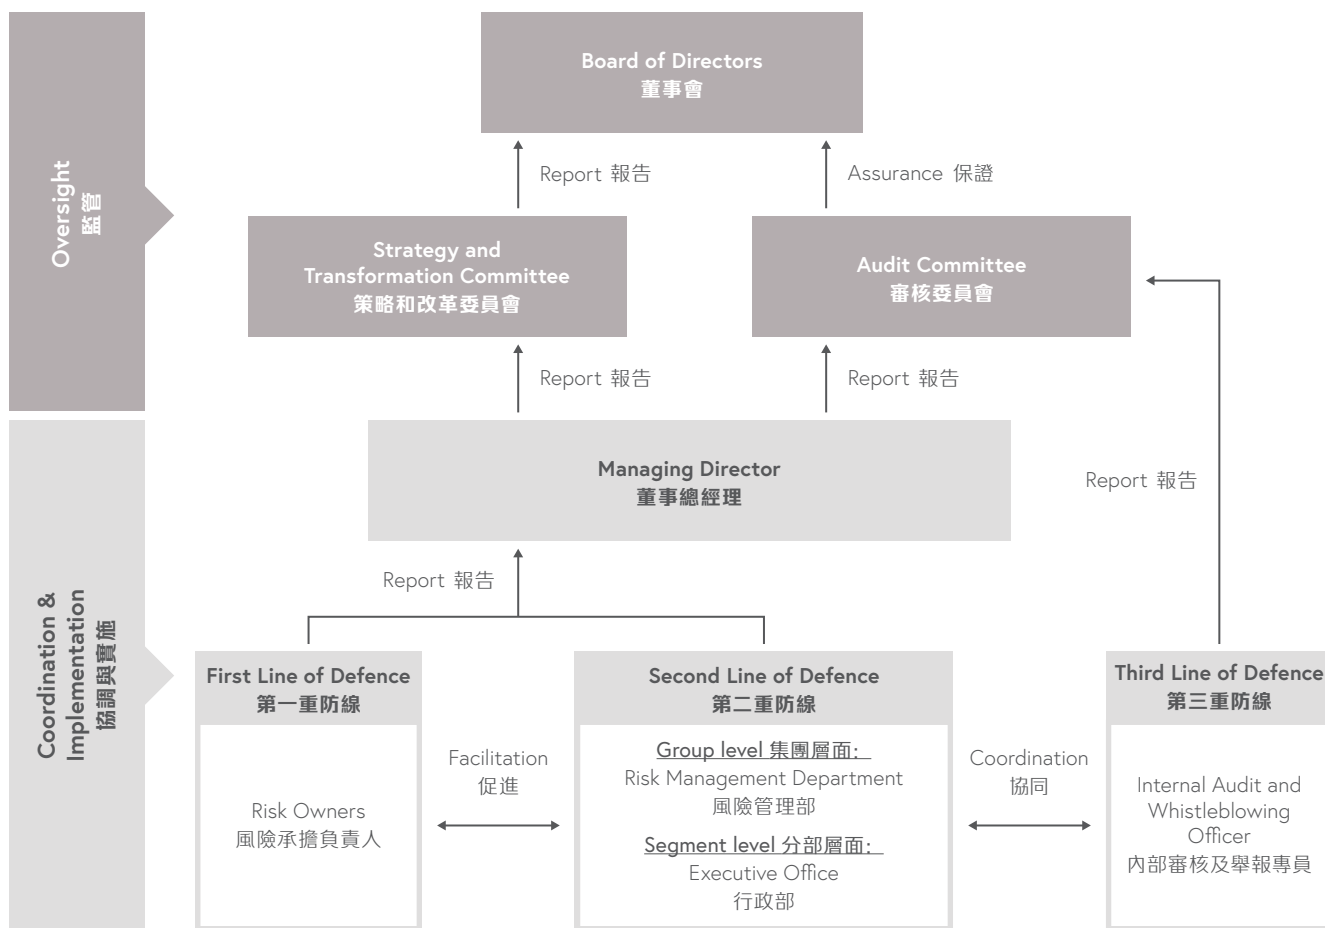 Oversight
監管
Board of Directors
董事會
Report 報告
Assurance 保證
Strategy and
Transformation Committee
策略和改革委員會
Audit Committee
審核委員會
Report 報告
Report 報告
Managing Director
董事總經理
Report 報告
Report 報告
Coordination &
Implementation
協調與實施
First Line of Defence
第一重防線
Risk Owners
風險承擔負責人
Facilitation
促進
Second Line of Defence
第二重防線
Group level 集團層面：
Risk Management Department
風險管理部
Segment level 分部層面：
Executive Office
行政部
Coordination
協同
Third Line of Defence
第三重防線
Internal Audit and
Whistleblowing
Officer
內部審核及舉報專員